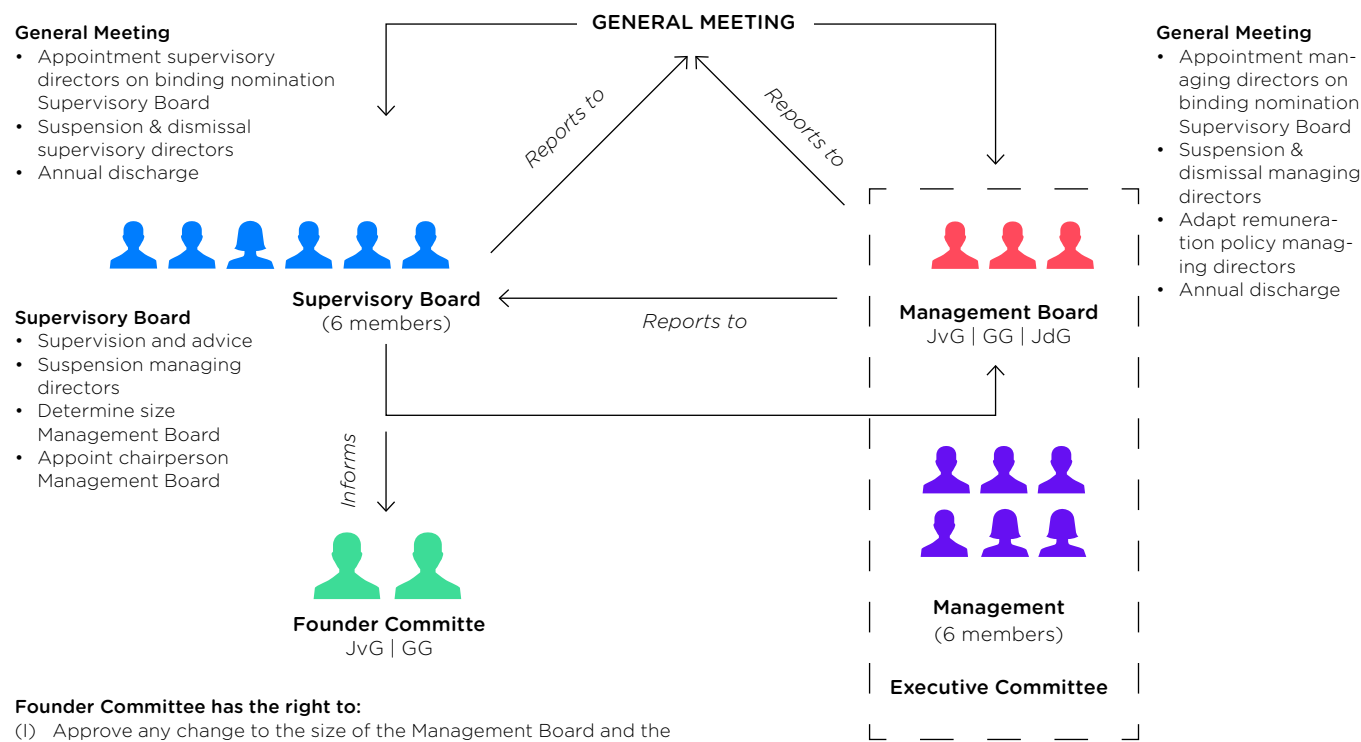 GENERAL MEETING
General Meeting
• Appointment supervisory
directors on binding nomination
Supervisory Board
• Suspension & dismissal
supervisory directors
• Annual discharge
General Meeting
• Appointment man-
aging directors on
binding nomination
Supervisory Board
• Suspension &
dismissal managing
directors
• Adapt remunera-
tion policy manag-
ing directors
• Annual discharge
Reports to
Reports to
Supervisory Board
(6 members)
Reports to
Management Board
JvG | GG | JdG
Supervisory Board
• Supervision and advice
• Suspension managing
directors
• Determine size
Management Board
• Appoint chairperson
Management Board
Informs
Founder Committe
JvG | GG
Management
(6 members)
Executive Committee
Founder Committee has the right to:
(I) Approve any change to the size of the Management Board and the